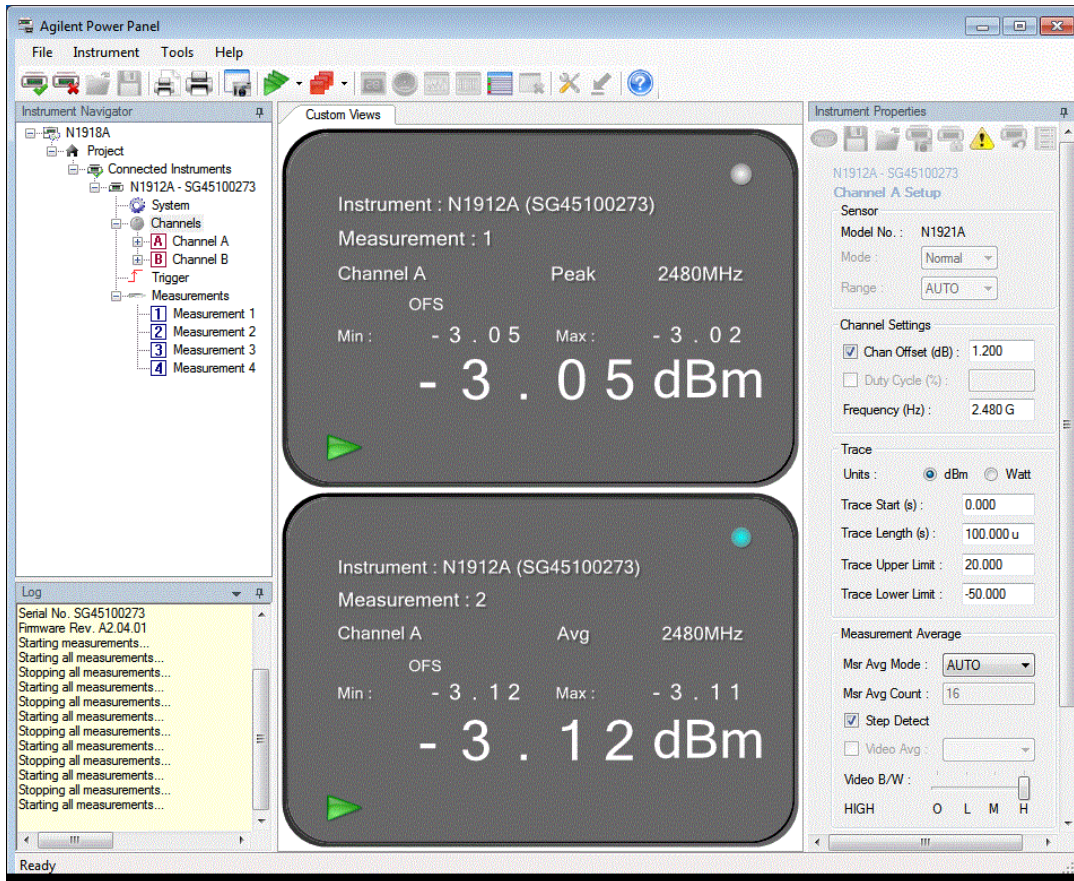 Agilent Power Panel
File Instrument Tools Help
Instrument Navigator
N1918A
Project
Connected Instruments
N1912A - SG45100273
System
Channels
A Channel A
B Channel B
Trigger
Measurements
1 Measurement 1
2 Measurement 2
3 Measurement 3
4 Measurement 4
Log
Serial No. SG45100273
Firmware Rev. A2.04.01
Starting measurements...
Starting all measurements...
Stopping all measurements...
Starting all measurements...
Stopping all measurements...
Starting all measurements...
Stopping all measurements...
Starting all measurements...
Stopping all measurements...
Starting all measurements...
Stopping all measurements...
Starting all measurements...
Custom Views
Instrument : N1912A (SG45100273)
Measurement : 1
Channel A Peak 2480MHz
OFS
Min : - 3 . 0 5 Max : - 3 . 0 2
- 3 . 0 5 dBm
Instrument : N1912A (SG45100273)
Measurement : 2
Channel A Avg 2480MHz
OFS
Min : - 3 . 1 2 Max : - 3 . 1 1
- 3 . 1 2 dBm
Instrument Properties
N1912A - SG45100273
Channel A Setup
Sensor
Model No. : N1921A
Mode : Normal
Range : AUTO
Channel Settings
Chan Offset (dB) : 1.200
Duty Cycle (%) :
Frequency (Hz) : 2.480 G
Trace
Units : dBm Watt
Trace Start (s) : 0.000
Trace Length (s) : 100.000 u
Trace Upper Limit : 20.000
Trace Lower Limit : -50.000
Measurement Average
Msr Avg Mode : AUTO
Msr Avg Count : 16
Step Detect
Video Avg :
Video B/W :
HIGH O L M H
Ready